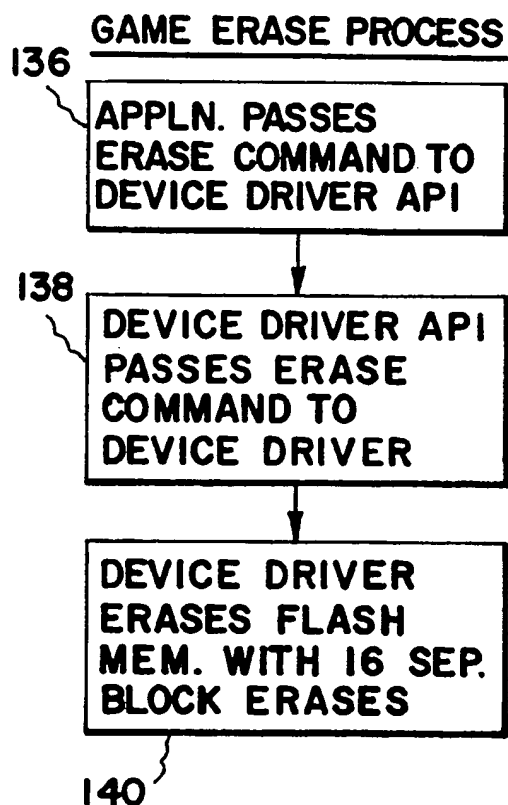 GAME ERASE PROCESS
136
APPLN. PASSES
ERASE COMMAND TO
DEVICE DRIVER API
138
DEVICE DRIVER API
PASSES ERASE
COMMAND TO
DEVICE DRIVER
DEVICE DRIVER
ERASES FLASH
MEM. WITH 16 SEP.
BLOCK ERASES
140